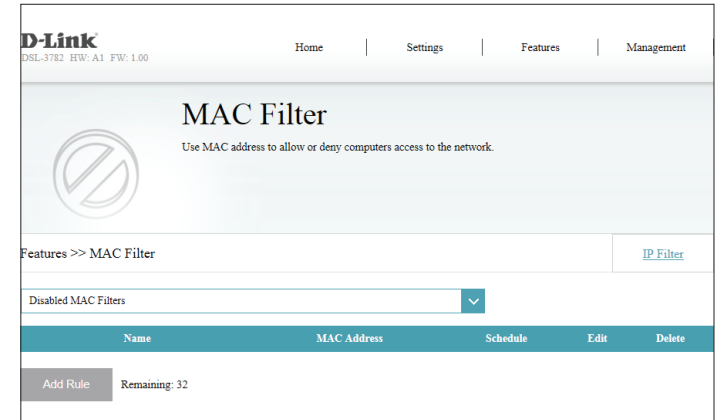 D-Link
DSL-3782 HW: A1 FW: 1.00
Home Settings Features Management
MAC Filter
Use MAC address to allow or deny computers access to the network.
Features >> MAC Filter
IP Filter
Disabled MAC Filters
Name MAC Address Schedule Edit Delete
Add Rule Remaining: 32